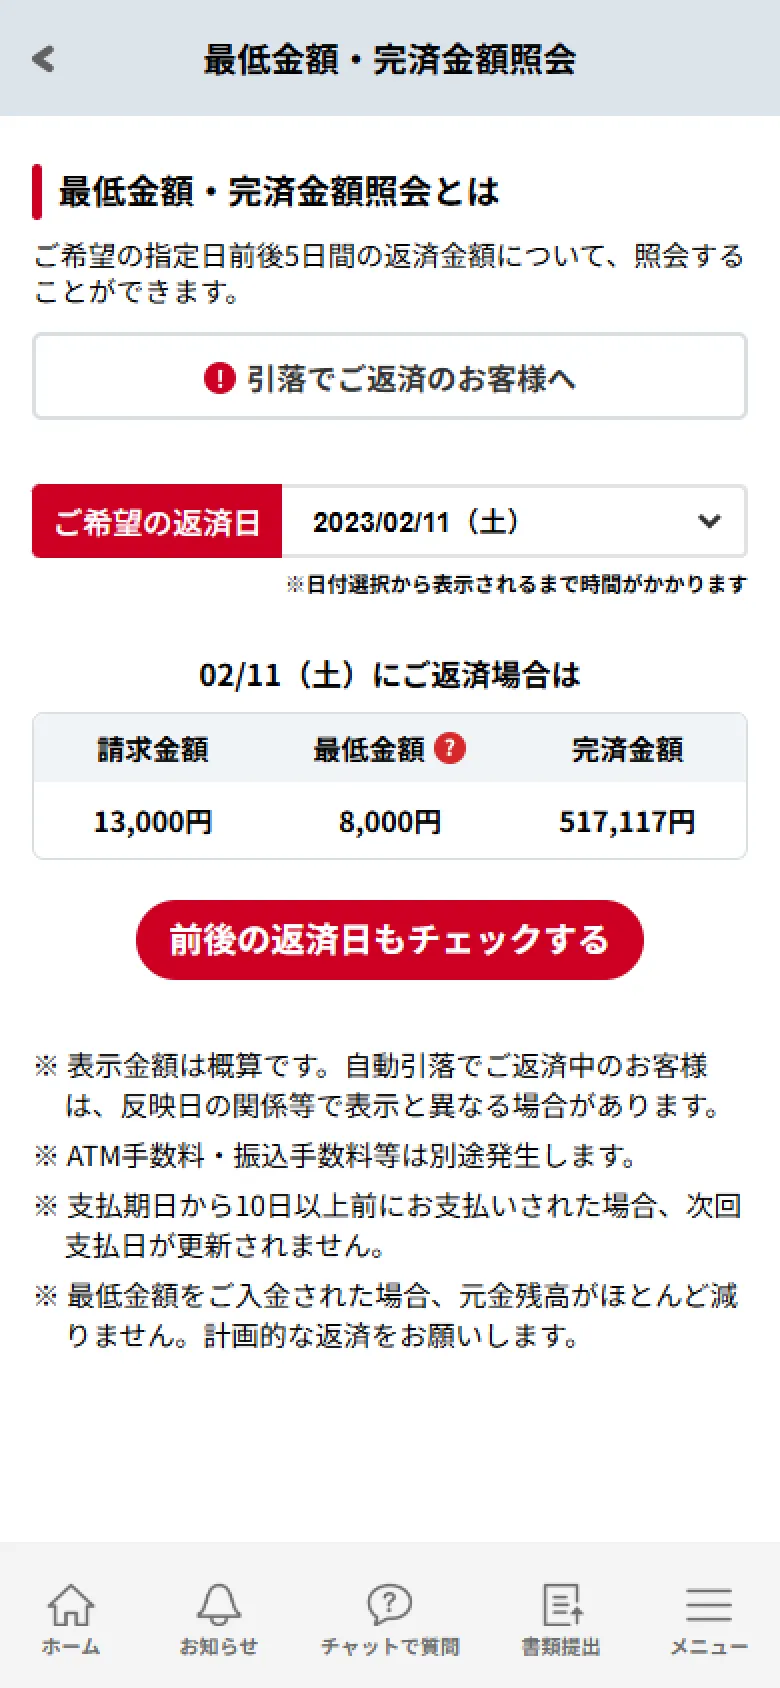 最低金額・完済金額照会
最低金額・完済金額照会とは
ご希望の指定日前後5日間の返済金額について、照会する
ことができます。
! 引落でご返済のお客様へ
ご希望の返済日 2023/02/11（土）
※日付選択から表示されるまで時間がかかります
02/11（土）にご返済場合は
請求金額 最低金額 ? 完済金額
13,000円 8,000円 517,117円
前後の返済日もチェックする
※ 表示金額は概算です。自動引落でご返済中のお客様
は、反映日の関係等で表示と異なる場合があります。
※ ATM手数料・振込手数料等は別途発生します。
※ 支払期日から10日以上前にお支払いされた場合、次回
支払日が更新されません。
※ 最低金額をご入金された場合、元金残高がほとんど減
りません。計画的な返済をお願いします。
ホーム お知らせ チャットで質問 書類提出 メニュー